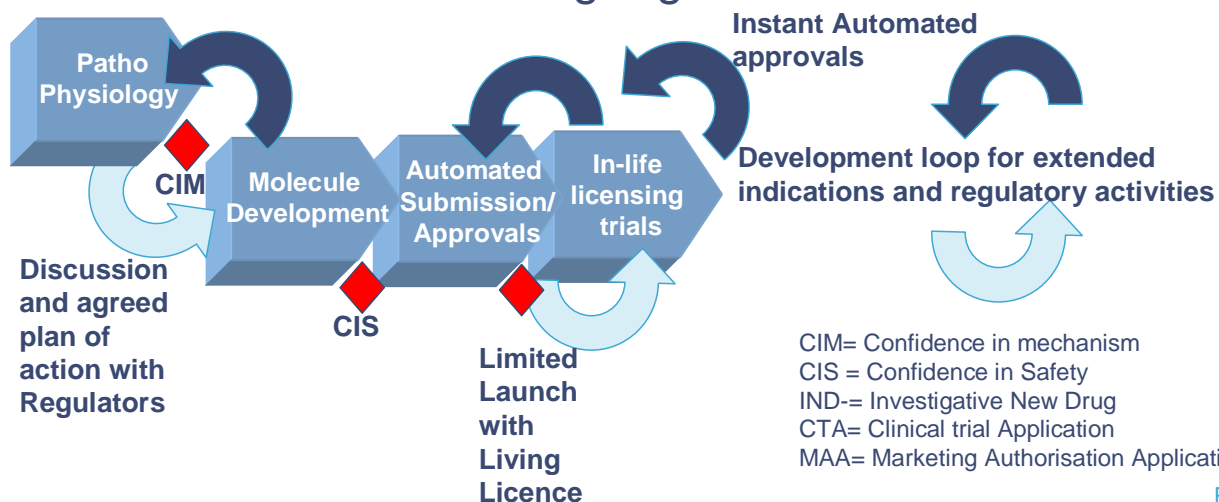 Instant Automated
approvals
Patho
Physiology
CIM
Molecule
Development
Automated
Submission/
Approvals
In-life
licensing
trials
Development loop for extended
indications and regulatory activities
Discussion
and agreed
plan of
action with
Regulators
CIS
Limited
Launch
with
Living
Licence
CIM= Confidence in mechanism
CIS = Confidence in Safety
IND-= Investigative New Drug
CTA= Clinical trial Application
MAA= Marketing Authorisation